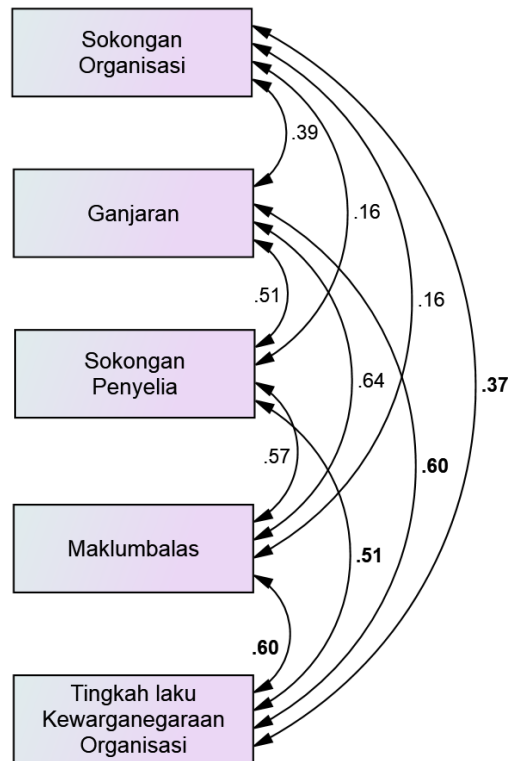 Sokongan
Organisasi
.39
Ganjaran
.16
.51
.16
Sokongan
Penyelia
.64
.37
.57
.60
Maklumbalas
.51
.60
Tingkah laku
Kewarganegaraan
Organisasi